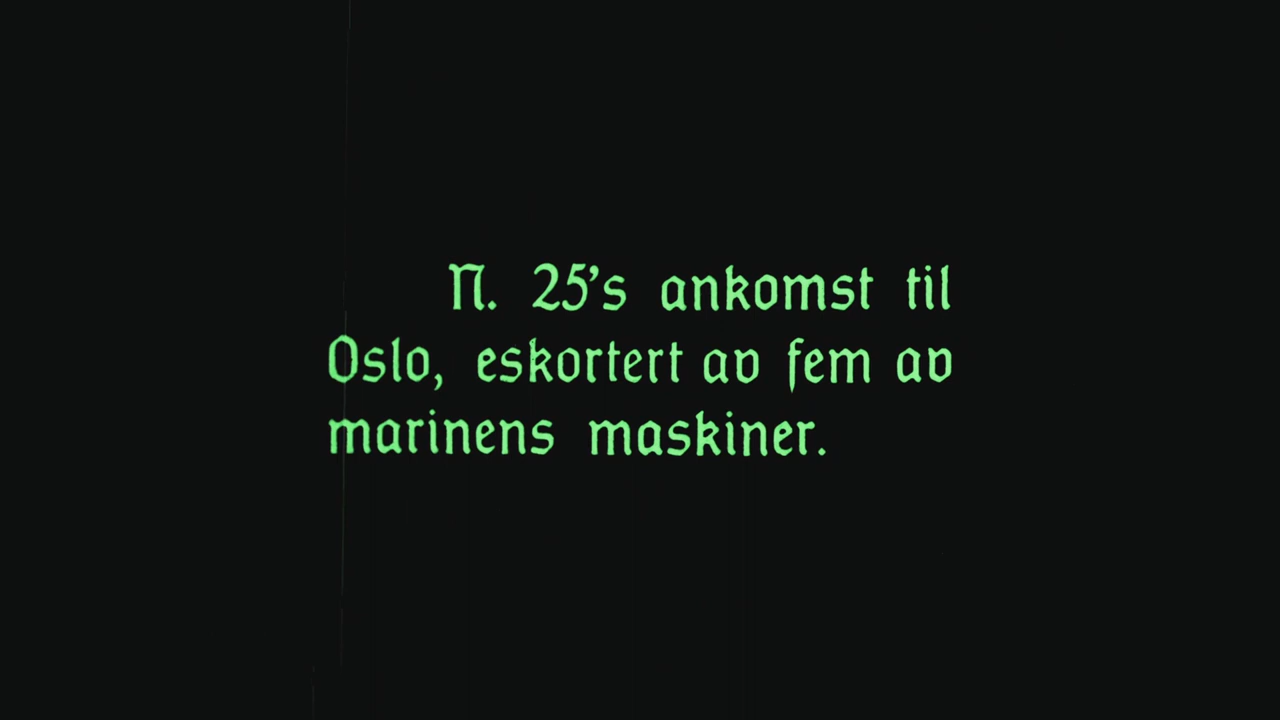 N. 25's ankomst til
Oslo, eskortert av fem av
marinens maskiner.